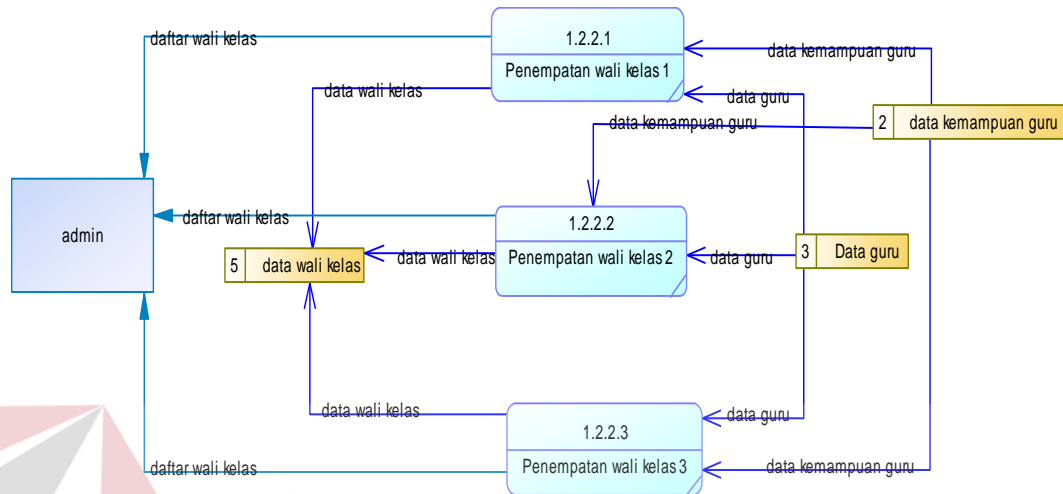 1.2.2.1
daftar wali kelas
data kemampuan guru
Penempatan wali kelas 1
data wali kelas
data guru
data kemampuan guru
2 data kemampuan guru
admin
daftar wali kelas
1.2.2.2
5 data wali kelas
data wali kelas
Penempatan wali kelas 2
data guru
3 Data guru
data wali kelas
data guru
1.2.2.3
daftar wali kelas
Penempatan wali kelas 3
data kemampuan guru